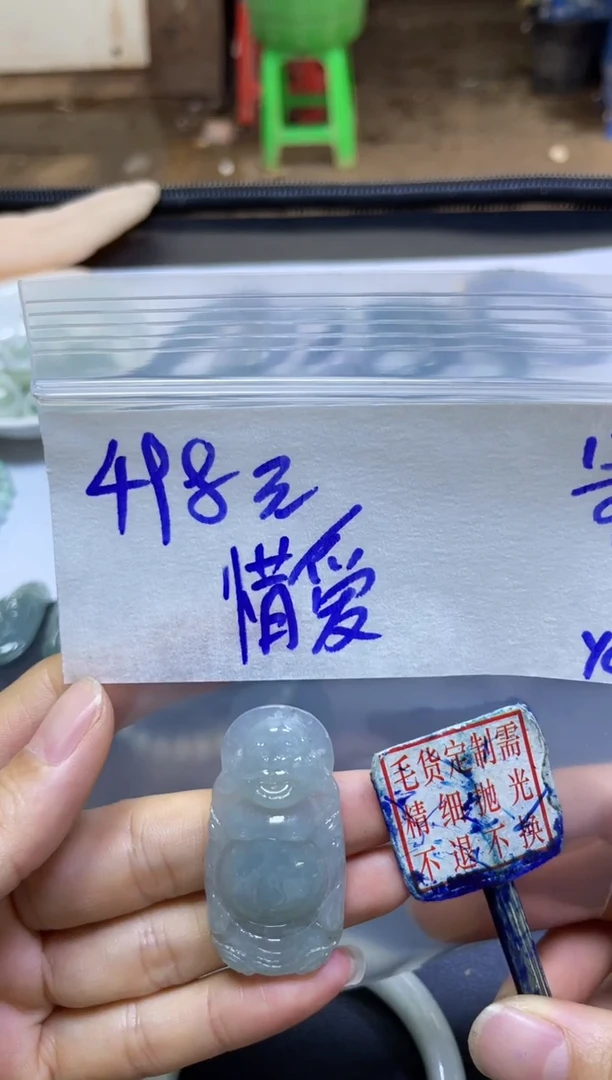 498元
惜爱
毛货定制需
精细抛光
不退不换